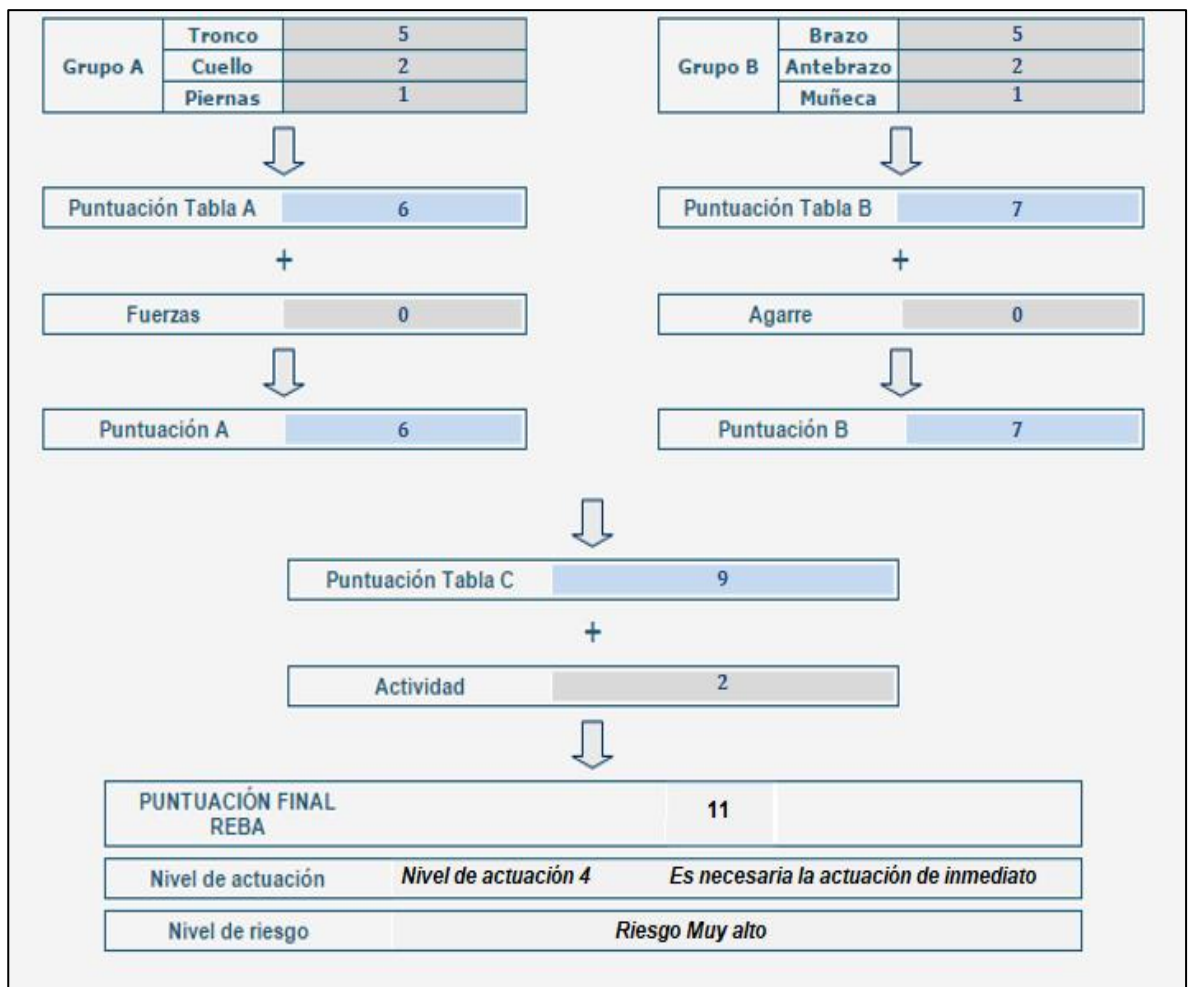 Grupo A
Tronco 5
Cuello 2
Piernas 1
Grupo B
Brazo 5
Antebrazo 2
Muñeca 1
Puntuación Tabla A 6
Puntuación Tabla B 7
+
+
Fuerzas 0
Agarre 0
Puntuación A 6
Puntuación B 7
Puntuación Tabla C 9
+
Actividad 2
PUNTUACIÓN FINAL
REBA
11
Nivel de actuación Nivel de actuación 4 Es necesaria la actuación de inmediato
Nivel de riesgo Riesgo Muy alto